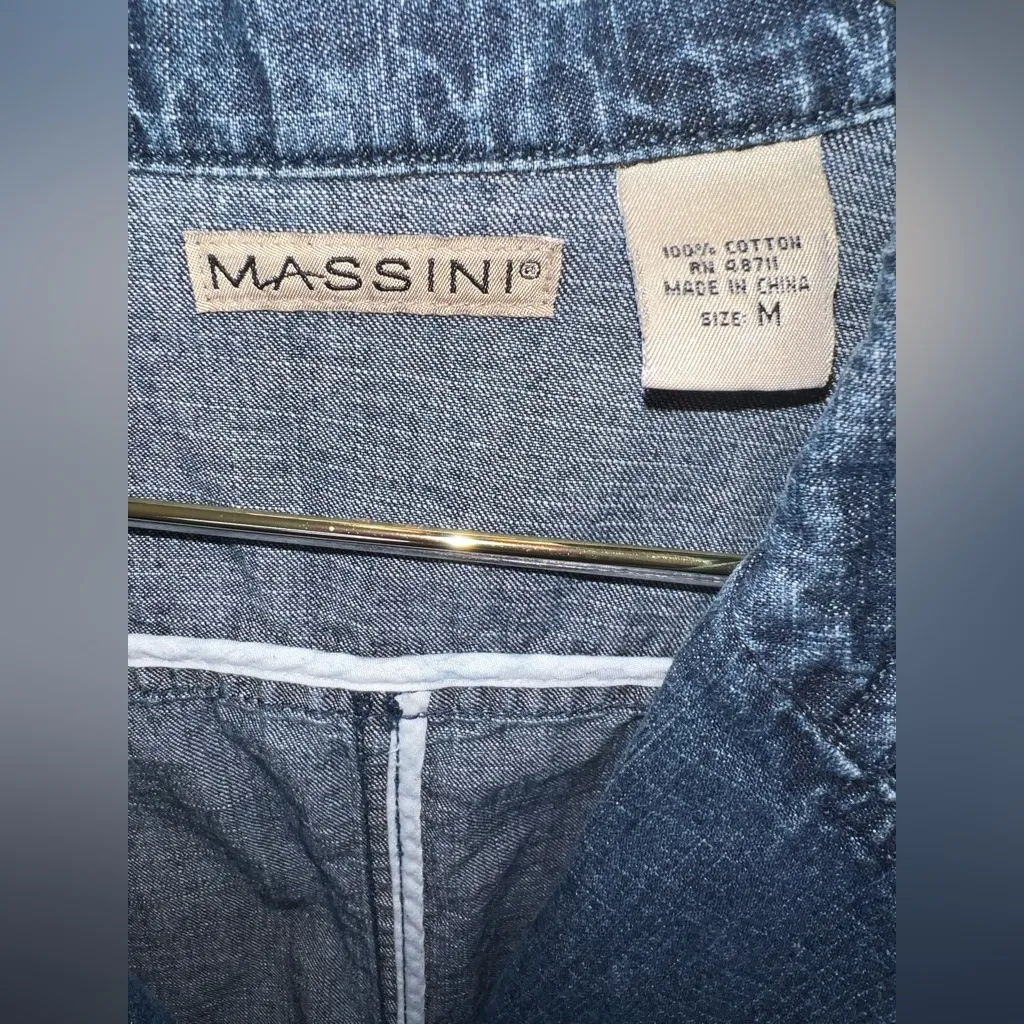 MASSINI®
100% COTTON
RN 48711
MADE IN CHINA
SIZE: M